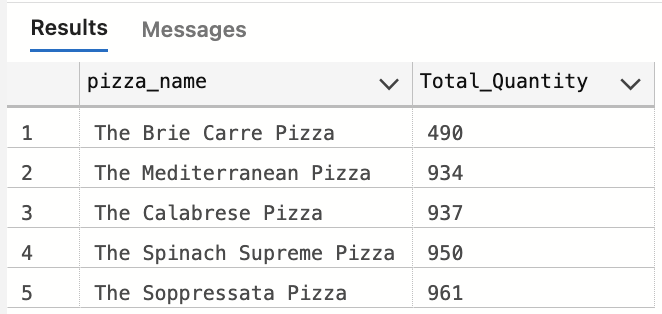 Results Messages
pizza_name Total_Quantity
1 The Brie Carre Pizza 490
2 The Mediterranean Pizza 934
3 The Calabrese Pizza 937
4 The Spinach Supreme Pizza 950
5 The Soppressata Pizza 961